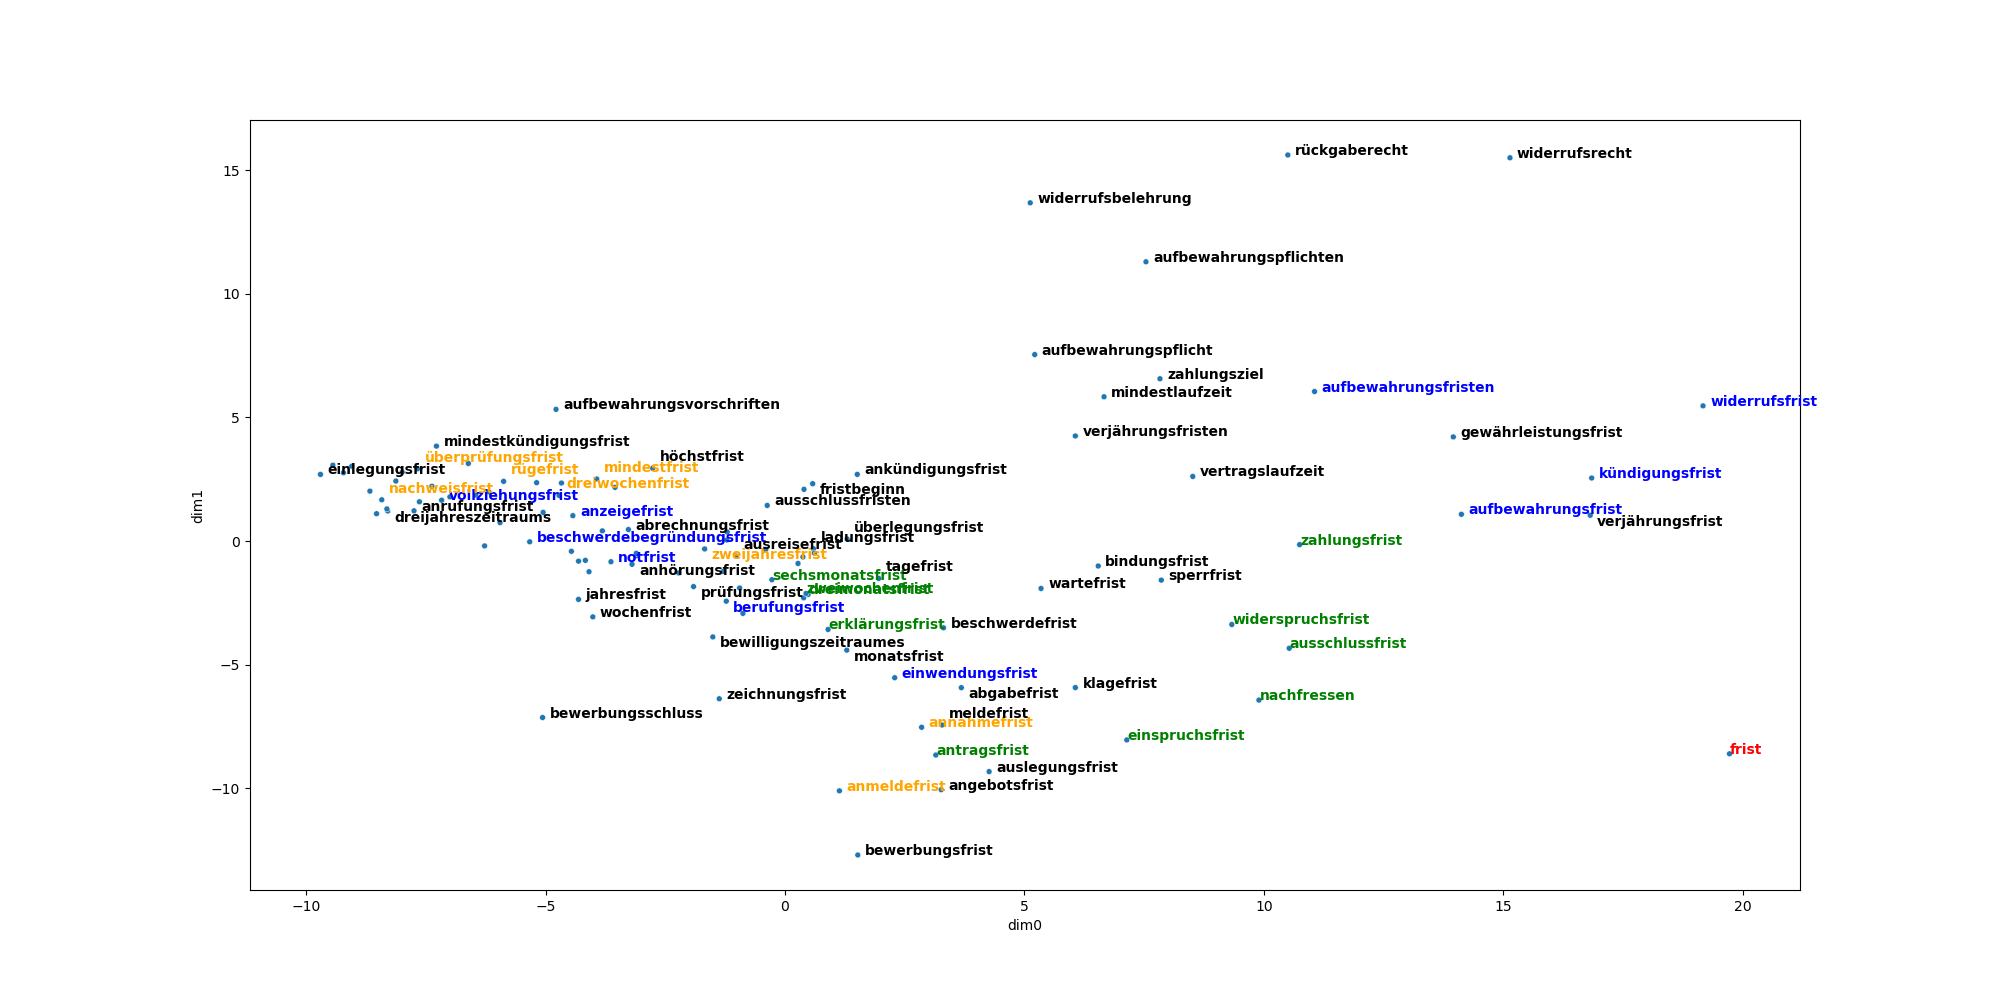 rückgaberecht
widerrufsrecht
widerrufsbelehrung
aufbewahrungspflichten
aufbewahrungspflicht
zahlungsziel
aufbewahrungsfristen
mindestlaufzeit
widerrufsfrist
aufbewahrungsvorschriften
verjährungsfristen
gewährleistungsfrist
mindestkündigungsfrist
höchstfrist
überprüfungsfrist
einlegungsfrist
rügefrist
mindestfrist
ankündigungsfrist
vertragslaufzeit
kündigungsfrist
dreiwochenfrist
nachweisfrist
fristbeginn
vollziehungsfrist
ausschlussfristen
anrufungsfrist
anzeigefrist
aufbewahrungsfrist
dreijahreszeitraums
verjährungsfrist
abrechnungsfrist
überlegungsfrist
beschwerdebegründungsfrist
ladungsfrist
ausreisefrist
zahlungsfrist
notfrist
zweijahresfrist
bindungsfrist
anhörungsfrist
tagefrist
sechsmonatsfrist
sperrfrist
wartefrist
zweiwochenfrist
dreimonatsfrist
jahresfrist
prüfungsfrist
wochenfrist
berufungsfrist
widerspruchsfrist
erklärungsfrist
beschwerdefrist
bewilligungszeitraumes
ausschlussfrist
monatsfrist
einwendungsfrist
klagefrist
zeichnungsfrist
abgabefrist
nachfressen
bewerbungsschluss
meldefrist
annahmefrist
einspruchsfrist
antragsfrist
frist
auslegungsfrist
anmeldefrist
angebotsfrist
bewerbungsfrist
15
10
5
0
−5
−10
dim1
−10 −5 0 5 10 15 20
dim0